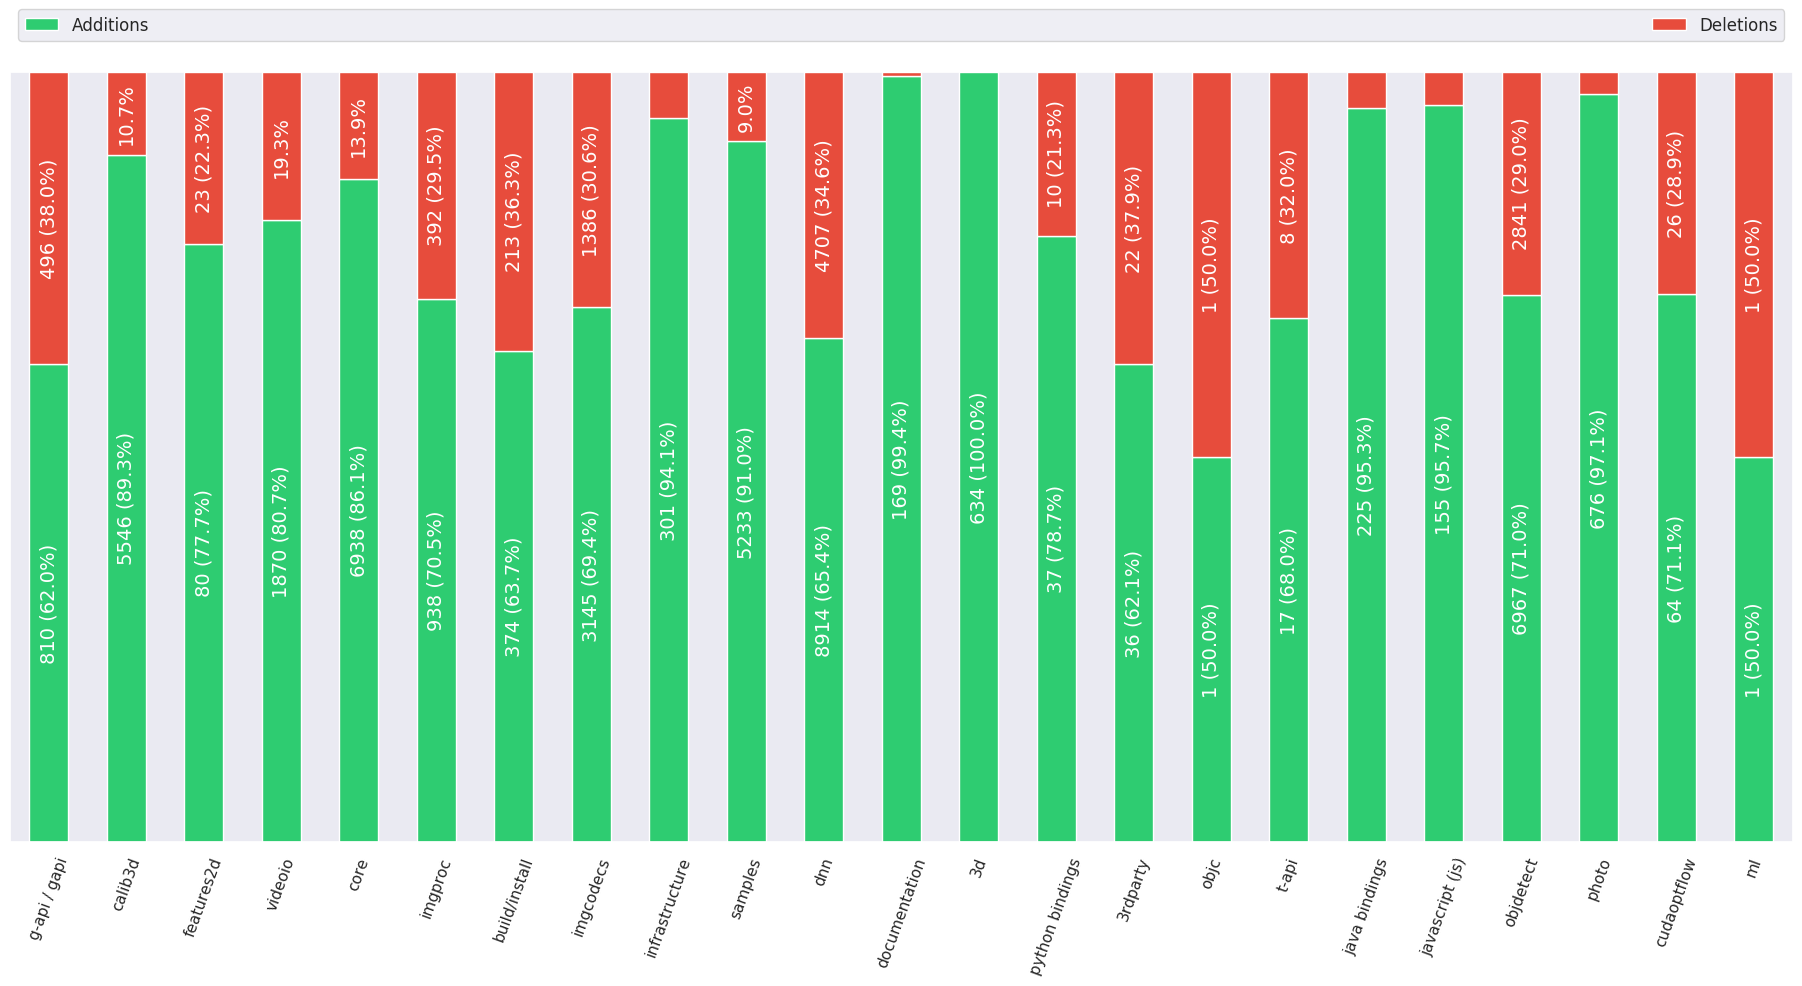 Additions
Deletions
496 (38.0%)
810 (62.0%)
10.7%
5546 (89.3%)
23 (22.3%)
80 (77.7%)
19.3%
1870 (80.7%)
13.9%
6938 (86.1%)
392 (29.5%)
938 (70.5%)
213 (36.3%)
374 (63.7%)
1386 (30.6%)
3145 (69.4%)
301 (94.1%)
9.0%
5233 (91.0%)
4707 (34.6%)
8914 (65.4%)
169 (99.4%)
634 (100.0%)
10 (21.3%)
37 (78.7%)
22 (37.9%)
36 (62.1%)
1 (50.0%)
1 (50.0%)
8 (32.0%)
17 (68.0%)
225 (95.3%)
155 (95.7%)
2841 (29.0%)
6967 (71.0%)
676 (97.1%)
26 (28.9%)
64 (71.1%)
1 (50.0%)
1 (50.0%)
g-api / gapi
calib3d
features2d
videoio
core
imgproc
build/install
imgcodecs
infrastructure
samples
dnn
documentation
3d
python bindings
3rdparty
objc
t-api
java bindings
javascript (js)
objdetect
photo
cudaoptflow
ml